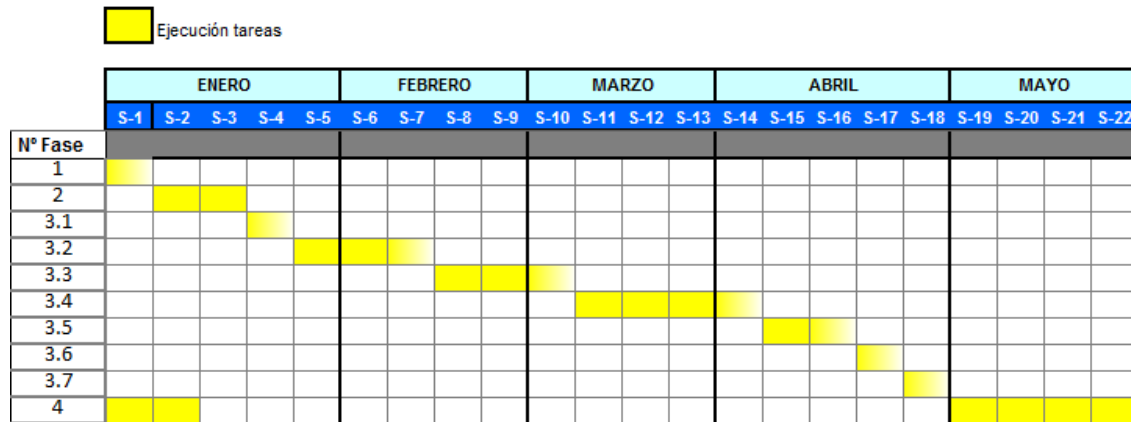 Ejecución tareas
ENERO FEBRERO MARZO ABRIL MAYO
S-1 S-2 S-3 S-4 S-5 S-6 S-7 S-8 S-9 S-10 S-11 S-12 S-13 S-14 S-15 S-16 S-17 S-18 S-19 S-20 S-21 S-22
Nº Fase
1
2
3.1
3.2
3.3
3.4
3.5
3.6
3.7
4